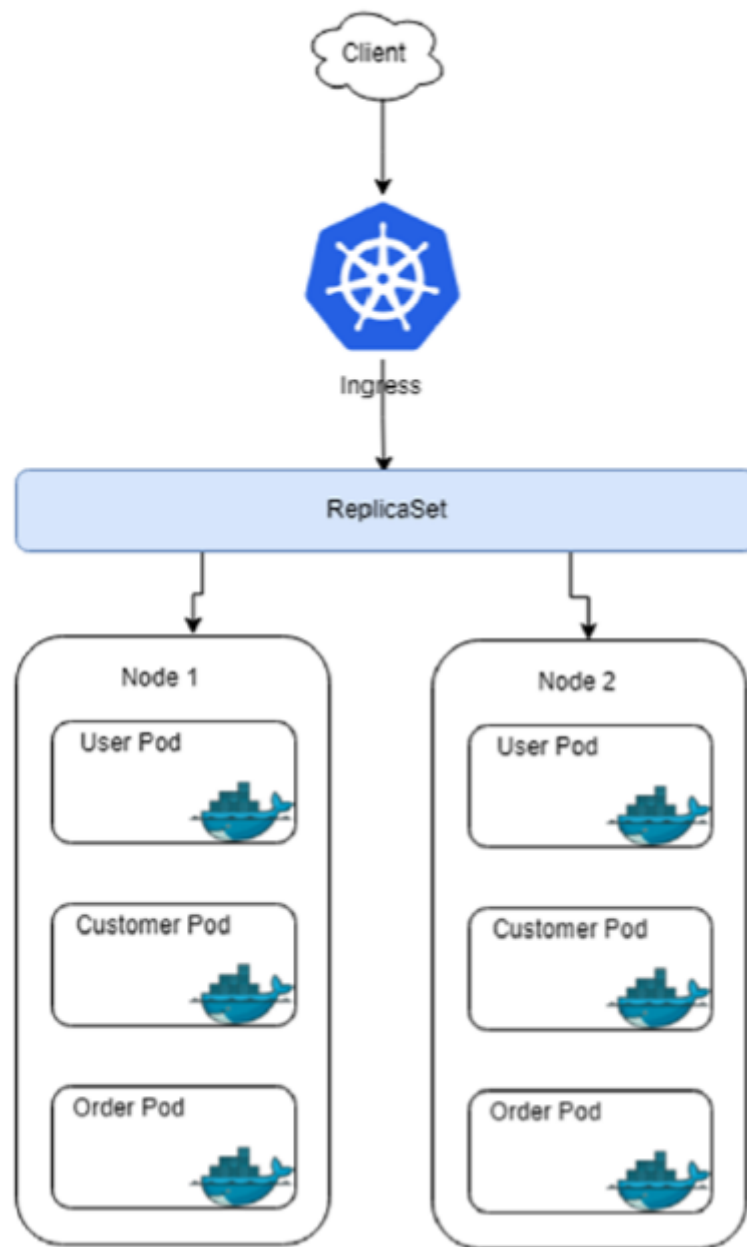 Client
Ingress
ReplicaSet
Node 1
User Pod
Customer Pod
Order Pod
Node 2
User Pod
Customer Pod
Order Pod